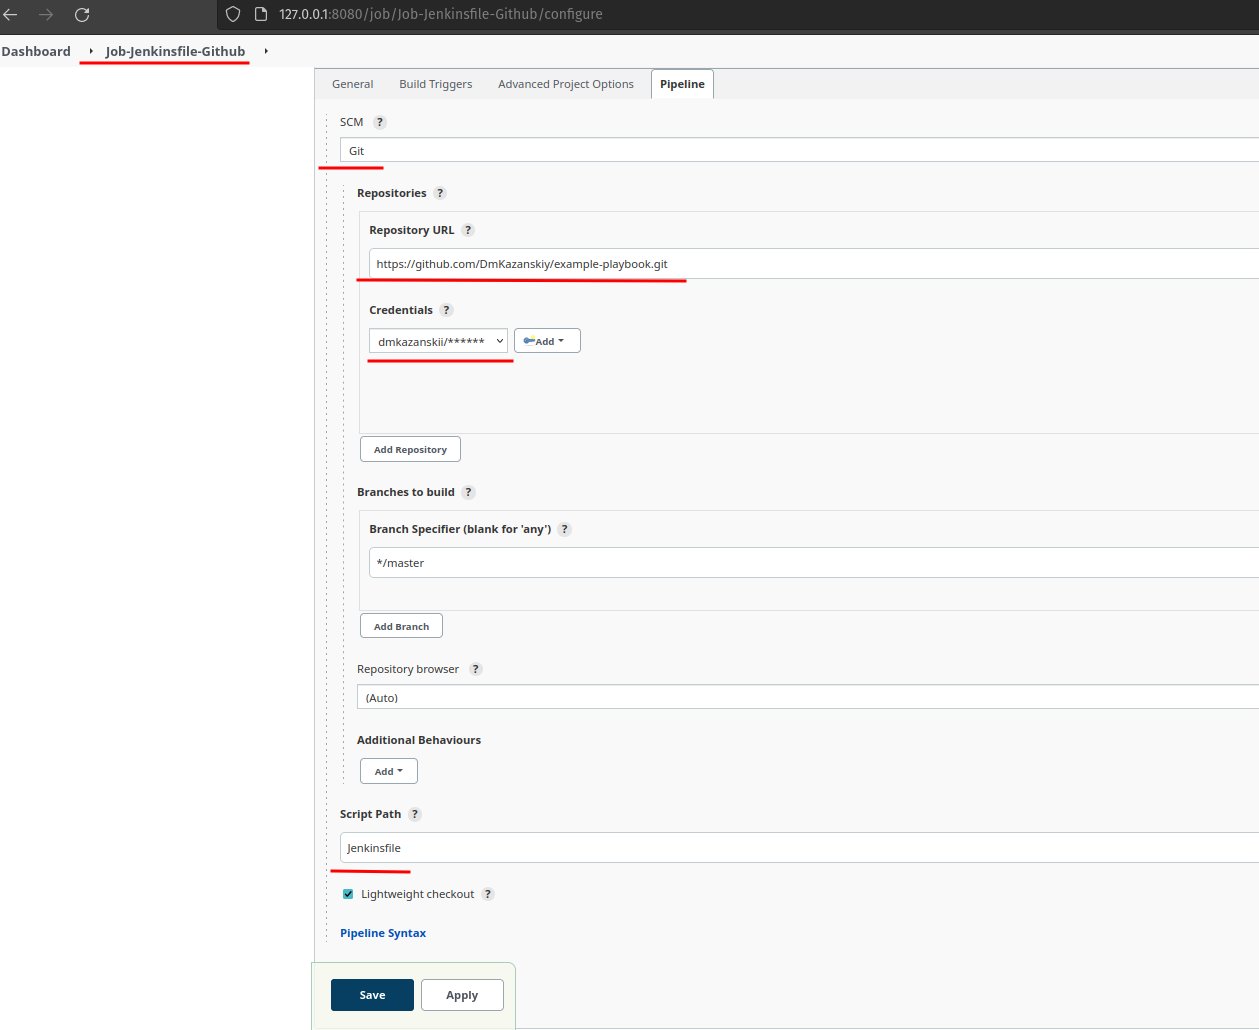 127.0.0.1:8080/job/Job-Jenkinsfile-Github/configure
Dashboard Job-Jenkinsfile-Github
General Build Triggers Advanced Project Options Pipeline
SCM ?
Git
Repositories ?
Repository URL ?
https://github.com/DmKazanskiy/example-playbook.git
Credentials ?
dmkazanskii/****** Add
Add Repository
Branches to build ?
Branch Specifier (blank for 'any') ?
*/master
Add Branch
Repository browser ?
(Auto)
Additional Behaviours
Add
Script Path ?
Jenkinsfile
Lightweight checkout ?
Pipeline Syntax
Save Apply